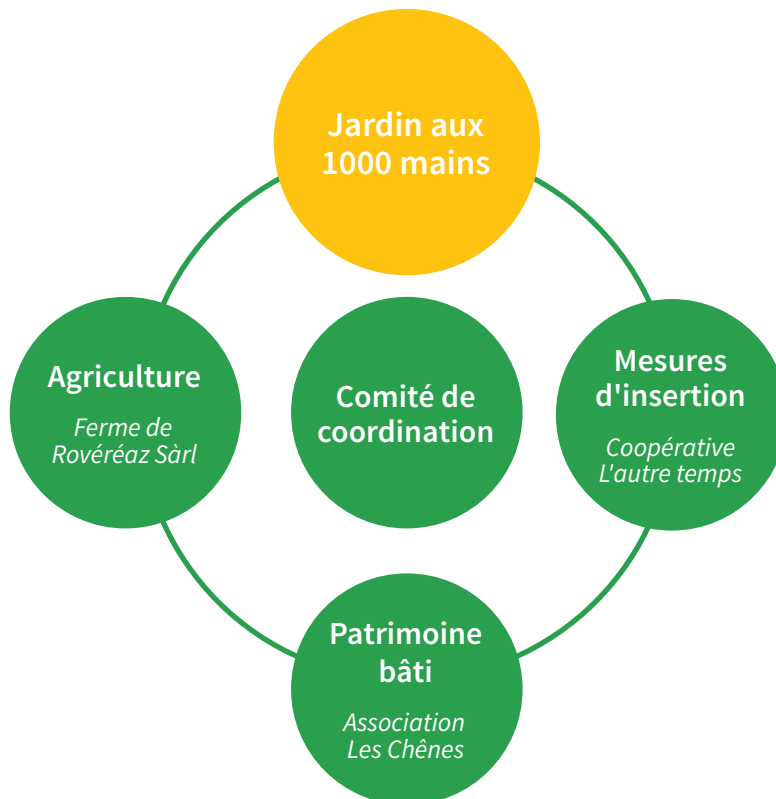 Jardin aux
1000 mains
Agriculture
Ferme de
Rovéréaz Sàrl
Comité de
coordination
Mesures
d'insertion
Coopérative
L'autre temps
Patrimoine
bâti
Association
Les Chênes